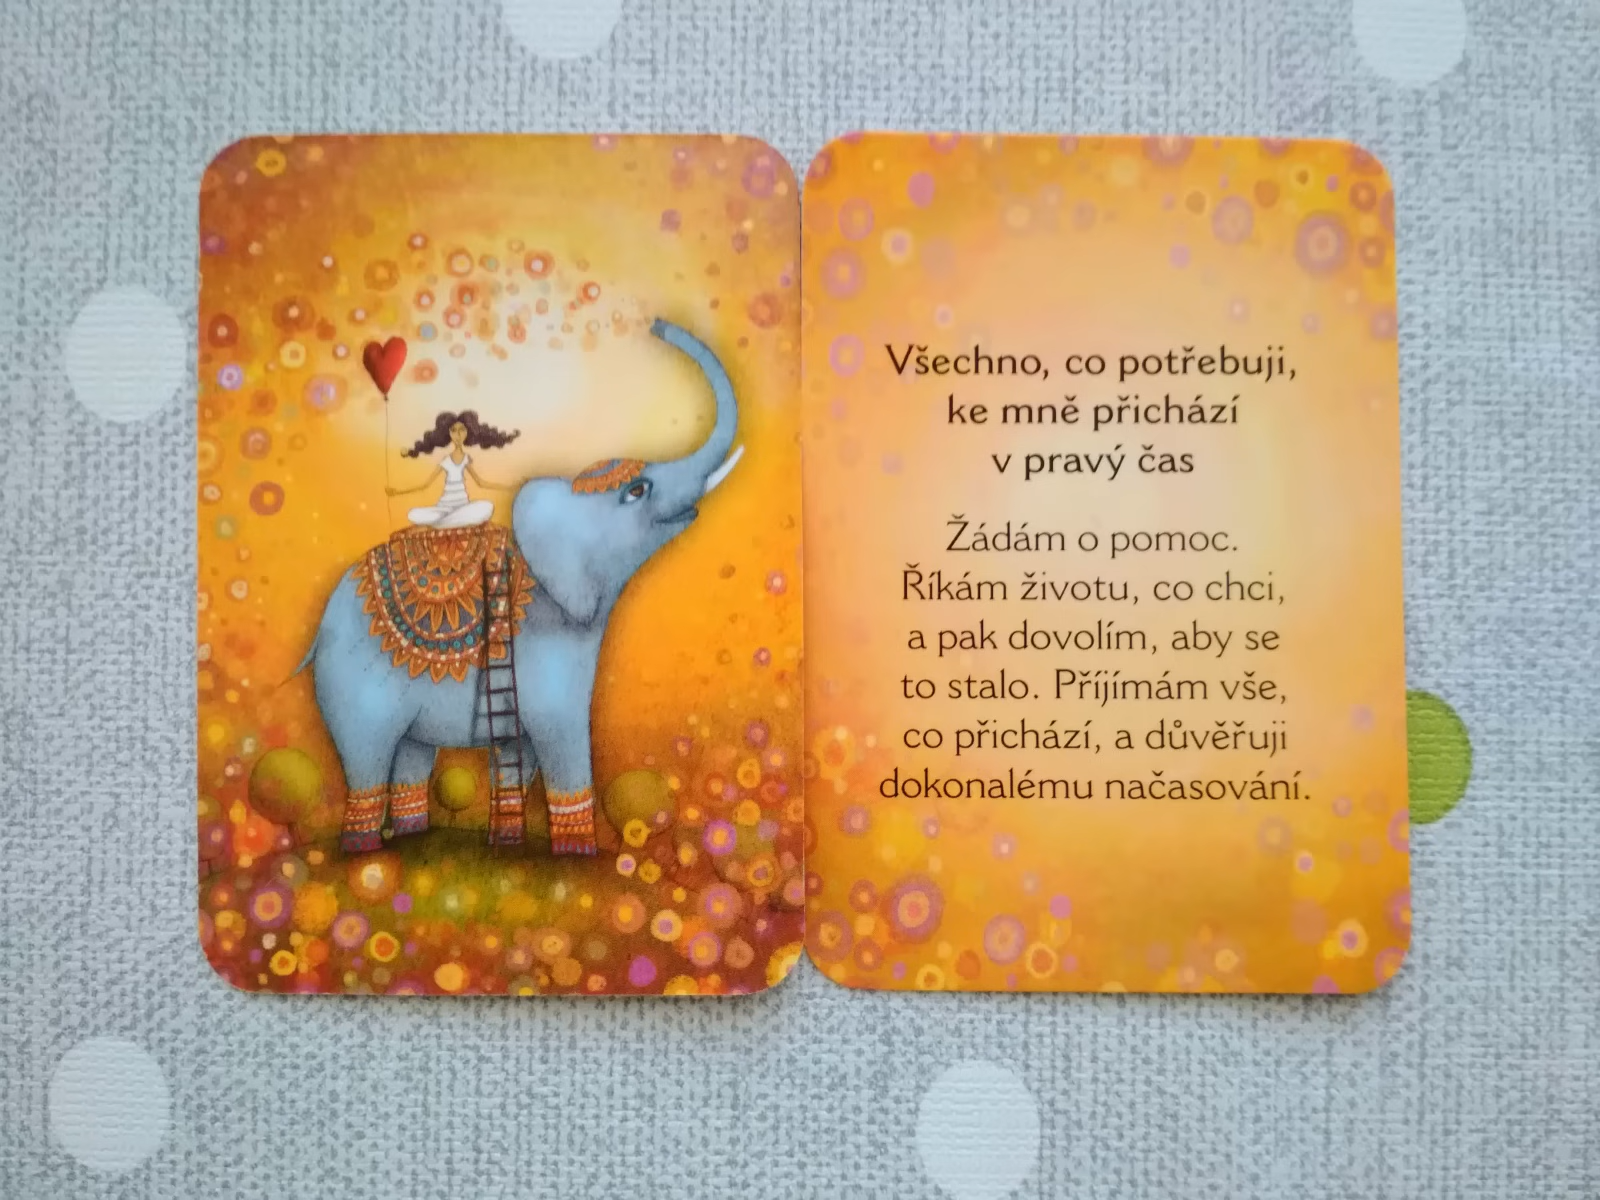 Všechno, co potřebuji,
ke mně přichází
v pravý čas
Žádám o pomoc.
Říkám životu, co chci,
a pak dovolím, aby se
to stalo. Příjímám vše,
co přichází, a důvěřuji
dokonalému načasování.